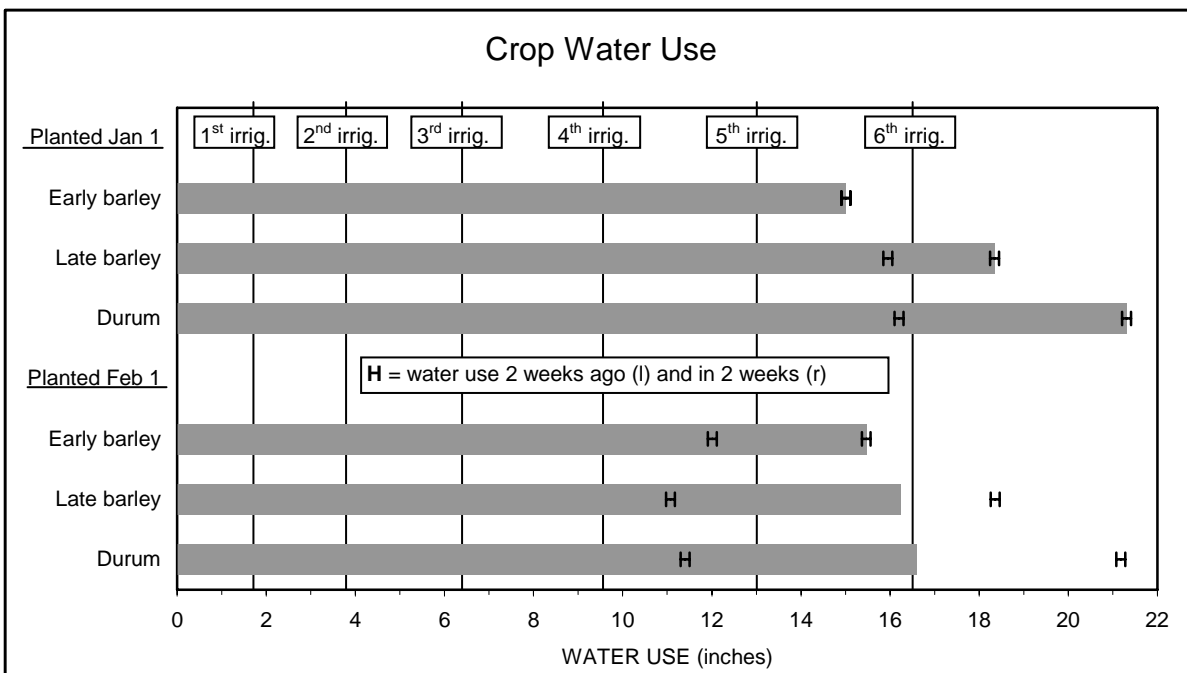 Crop Water Use
Planted Jan 1
1st irrig. 2nd irrig. 3rd irrig. 4th irrig. 5th irrig. 6th irrig.
Early barley
Late barley
Durum
Planted Feb 1
H = water use 2 weeks ago (l) and in 2 weeks (r)
Early barley
Late barley
Durum
0 2 4 6 8 10 12 14 16 18 20 22
WATER USE (inches)